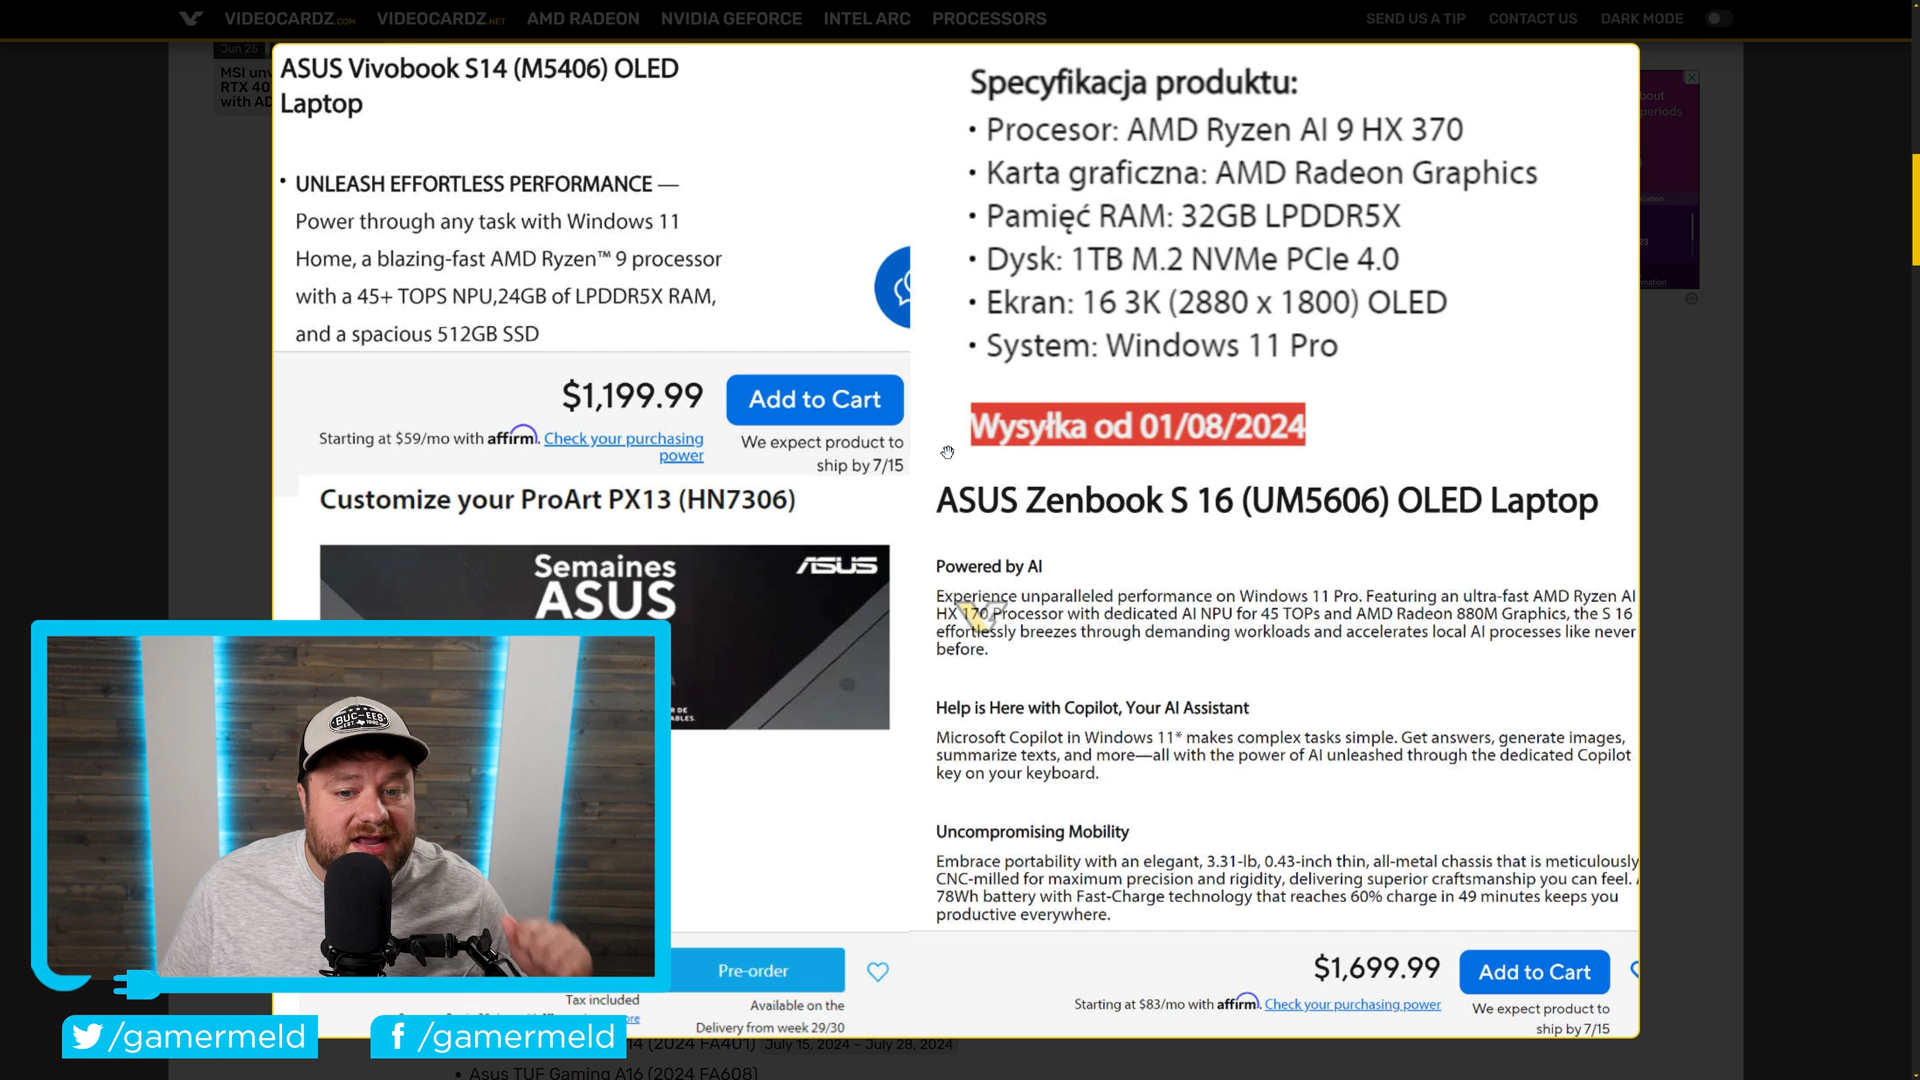 VIDEOCARDZ.COM
VIDEOCARDZ.NET
AMD RADEON
NVIDIA GEFORCE
INTEL ARC
PROCESSORS
SEND US A TIP
CONTACT US
DARK MODE
Jun 25
MSI
RTX 40
with AD
ASUS Vivobook S14 (M5406) OLED
Laptop
• UNLEASH EFFORTLESS PERFORMANCE —
Power through any task with Windows 11
Home, a blazing-fast AMD Ryzen™ 9 processor
with a 45+ TOPS NPU,24GB of LPDDR5X RAM,
and a spacious 512GB SSD
$1,199.99
Add to Cart
Starting at $59/mo with affirm. Check your purchasing
power
We expect product to
ship by 7/15
Specyfikacja produktu:
• Procesor: AMD Ryzen AI 9 HX 370
• Karta graficzna: AMD Radeon Graphics
• Pamięć RAM: 32GB LPDDR5X
• Dysk: 1TB M.2 NVMe PCIe 4.0
• Ekran: 16 3K (2880 x 1800) OLED
• System: Windows 11 Pro
Wysyłka od 01/08/2024
Customize your ProArt PX13 (HN7306)
Semaines
ASUS
ASUS
Pre-order
Tax included
Available on the
Delivery from week 29/30
ASUS Zenbook S 16 (UM5606) OLED Laptop
Powered by AI
Experience unparalleled performance on Windows 11 Pro. Featuring an ultra-fast AMD Ryzen AI
HX 170 Processor with dedicated AI NPU for 45 TOPs and AMD Radeon 880M Graphics, the S 16
effortlessly breezes through demanding workloads and accelerates local AI processes like never
before.
Help is Here with Copilot, Your AI Assistant
Microsoft Copilot in Windows 11* makes complex tasks simple. Get answers, generate images,
summarize texts, and more—all with the power of AI unleashed through the dedicated Copilot
key on your keyboard.
Uncompromising Mobility
Embrace portability with an elegant, 3.31-lb, 0.43-inch thin, all-metal chassis that is meticulously
CNC-milled for maximum precision and rigidity, delivering superior craftsmanship you can feel.
78Wh battery with Fast-Charge technology that reaches 60% charge in 49 minutes keeps you
productive everywhere.
$1,699.99
Add to Cart
Starting at $83/mo with affirm. Check your purchasing power
We expect product to
ship by 7/15
BUC-EES
/gamermeld
/gamermeld
14 (2024 FA401) July 15, 2024 – July 28, 2024
• Asus TUF Gaming A16 (2024 FA608)